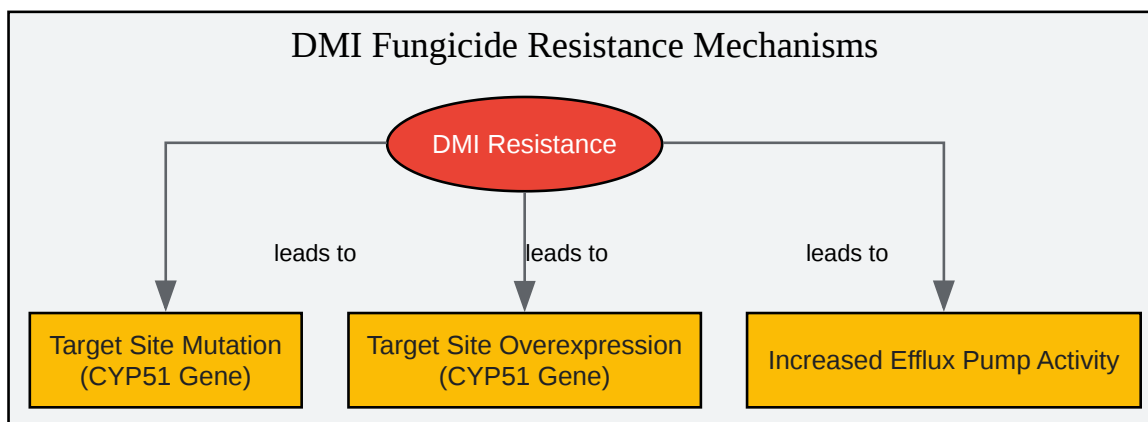 DMI Fungicide Resistance Mechanisms
DMI Resistance
leads to
leads to
leads to
Target Site Mutation
(CYP51 Gene)
Target Site Overexpression
(CYP51 Gene)
Increased Efflux Pump Activity